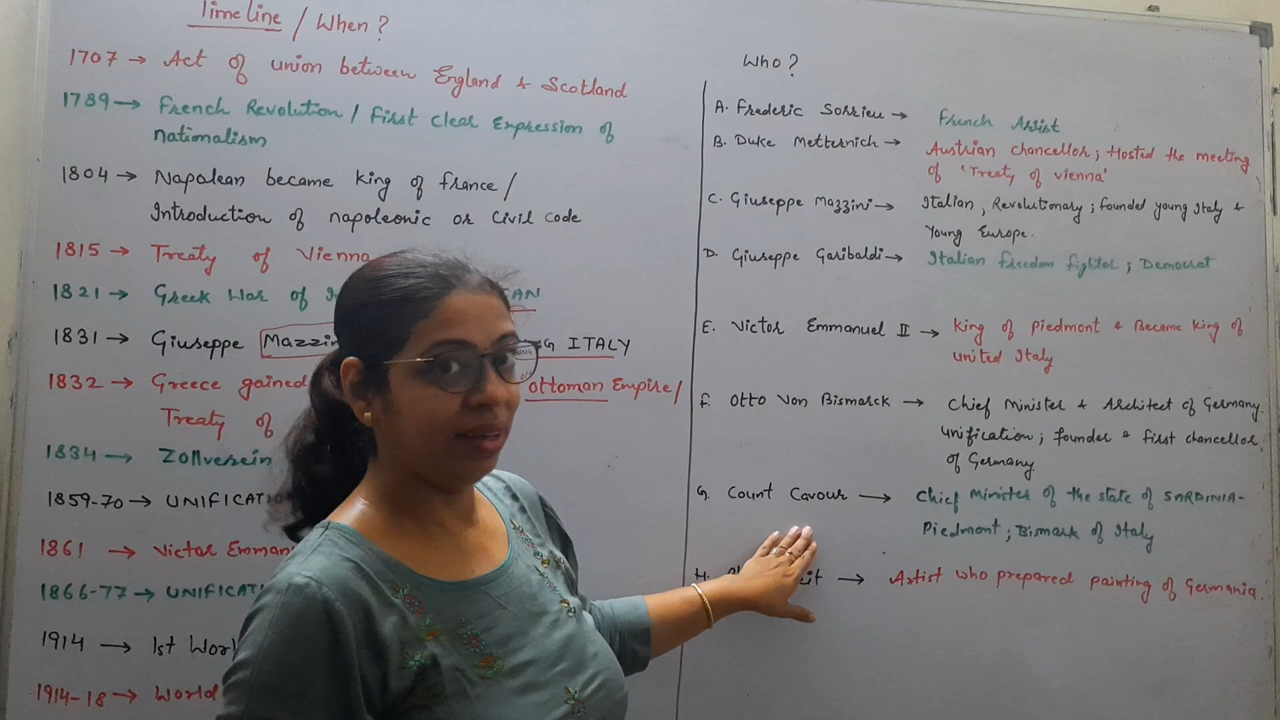 Timeline / When?
1707 → Act of union between England & Scotland
1789 → French Revolution / First clear Expression of
nationalism
1804 → Napolean became king of france /
Introduction of napoleonic or Civil code
1815 → Treaty of Vienna
1821 → Greek War of
1831 → Giuseppe ITALY
1832 → Greece gained ottoman Empire /
Treaty of
1834 → Zollverein
1859-70 →
1861 → Victor
1866-77 →
1914 → 1st
1914-18 → World
Who?
A. Frederic Sorrieu → French Artist
B. Duke Metternich → Austrian chancellor; Hosted the meeting
of 'Treaty of vienna'
C. Giuseppe Mazzini → Italian, Revolutionary; founded young Italy &
Young Europe.
D. Giuseppe Garibaldi → Italian freedom fighter; Democrat
E. Victor Emmanuel II → King of Piedmont & Became King of
united Italy
F. Otto Von Bismarck → Chief Minister & Architect of Germany
unification; founder & first chancellor
of Germany
G. Count Cavour → Chief Minister of the state of SARDINIA-
Piedmont; Bismark of Italy
→ Artist who prepared painting of Germania.